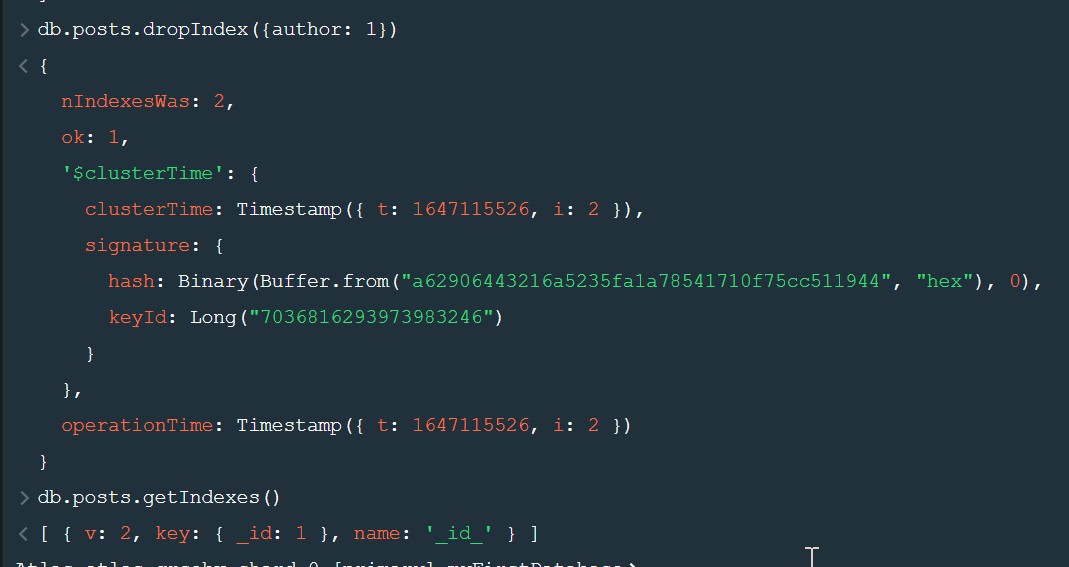 > db.posts.dropIndex({author: 1})
< {
nIndexesWas: 2,
ok: 1,
'$clusterTime': {
clusterTime: Timestamp({ t: 1647115526, i: 2 }),
signature: {
hash: Binary(Buffer.from("a62906443216a5235fa1a78541710f75cc511944", "hex"), 0),
keyId: Long("7036816293973983246")
}
},
operationTime: Timestamp({ t: 1647115526, i: 2 })
}
> db.posts.getIndexes()
< [ { v: 2, key: { _id: 1 }, name: '_id_' } ]